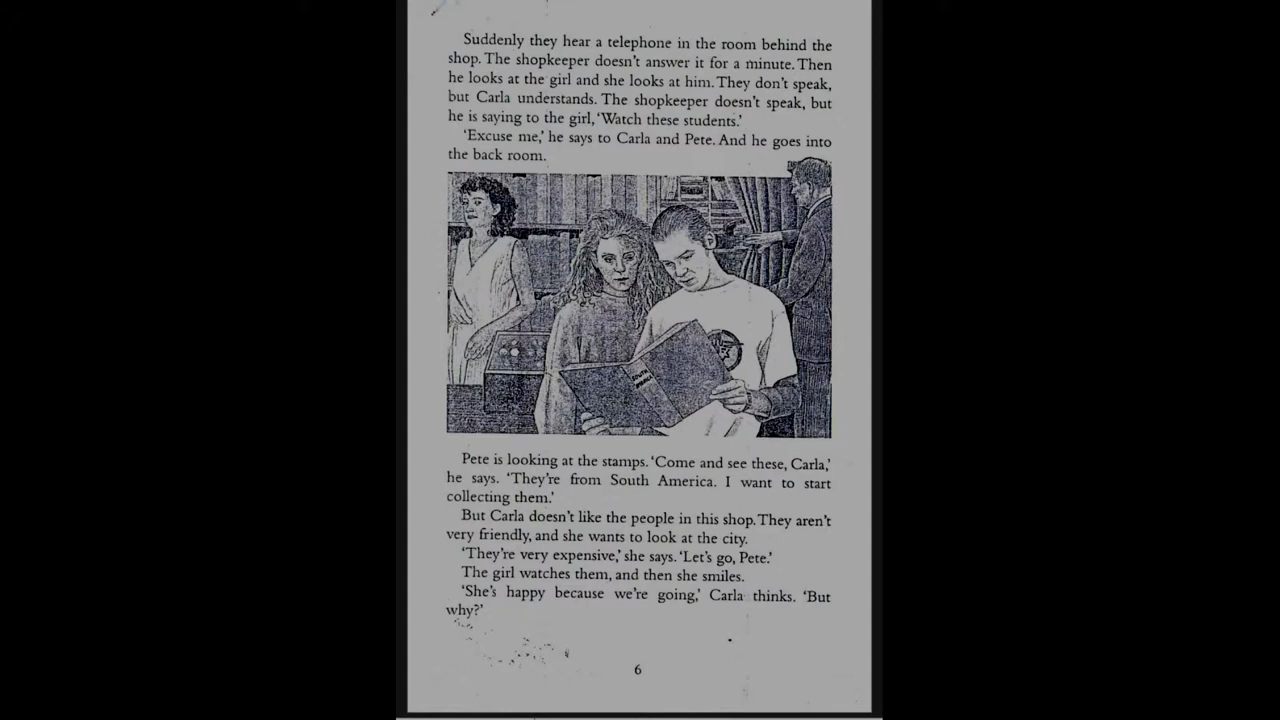 Suddenly they hear a telephone in the room behind the
shop. The shopkeeper doesn't answer it for a minute. Then
he looks at the girl and she looks at him. They don't speak,
but Carla understands. The shopkeeper doesn't speak, but
he is saying to the girl, 'Watch these students.'
'Excuse me,' he says to Carla and Pete. And he goes into
the back room.
SOUTH
AMERICA
Pete is looking at the stamps. 'Come and see these, Carla,'
he says. 'They're from South America. I want to start
collecting them.'
But Carla doesn't like the people in this shop. They aren't
very friendly, and she wants to look at the city.
'They're very expensive,' she says. 'Let's go, Pete.'
The girl watches them, and then she smiles.
'She's happy because we're going,' Carla thinks. 'But
why?'
6